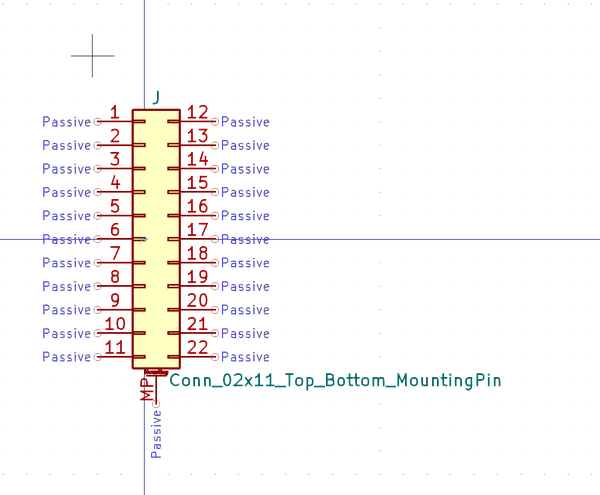 J
Passive 1 12 Passive
Passive 2 13 Passive
Passive 3 14 Passive
Passive 4 15 Passive
Passive 5 16 Passive
Passive 6 17 Passive
Passive 7 18 Passive
Passive 8 19 Passive
Passive 9 20 Passive
Passive 10 21 Passive
Passive 11 22 Passive
Conn_02x11_Top_Bottom_MountingPin
MP
Passive